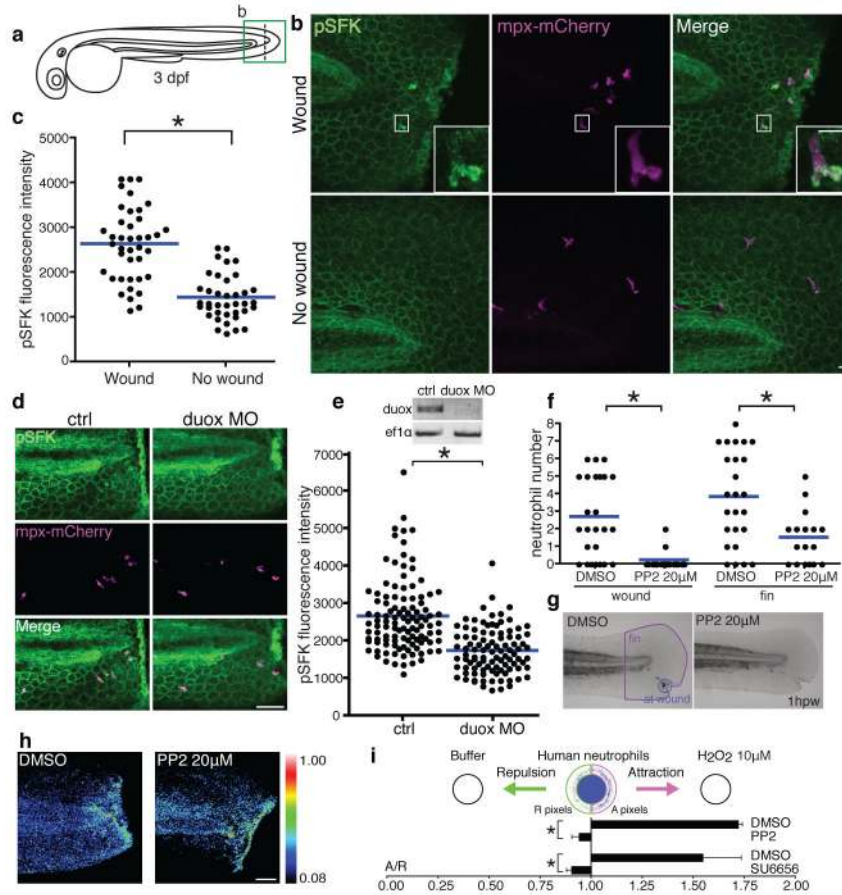 a
b
3 dpf
b
pSFK
mpx-mCherry
Merge
Wound
No wound
c
*
pSFK fluorescence intensity
5000
4000
3000
2000
1000
0
Wound
No wound
d
ctrl
duox MO
pSFK
mpx-mCherry
Merge
e
ctrl duox MO
duox
ef1α
*
pSFK fluorescence intensity
7000
6000
5000
4000
3000
2000
1000
0
ctrl
duox MO
f
* *
neutrophil number
8
7
6
5
4
3
2
1
0
DMSO PP2 20µM DMSO PP2 20µM
wound fin
g
DMSO
PP2 20µM
fin
at wound
1hpw
h
DMSO
PP2 20µM
1.00
0.08
i
Buffer
Human neutrophils
H2O2 10µM
Repulsion
Attraction
R pixels
A pixels
DMSO
* PP2
DMSO
* SU6656
A/R
0.00 0.25 0.75 1.00 1.25 1.50 1.75 2.00